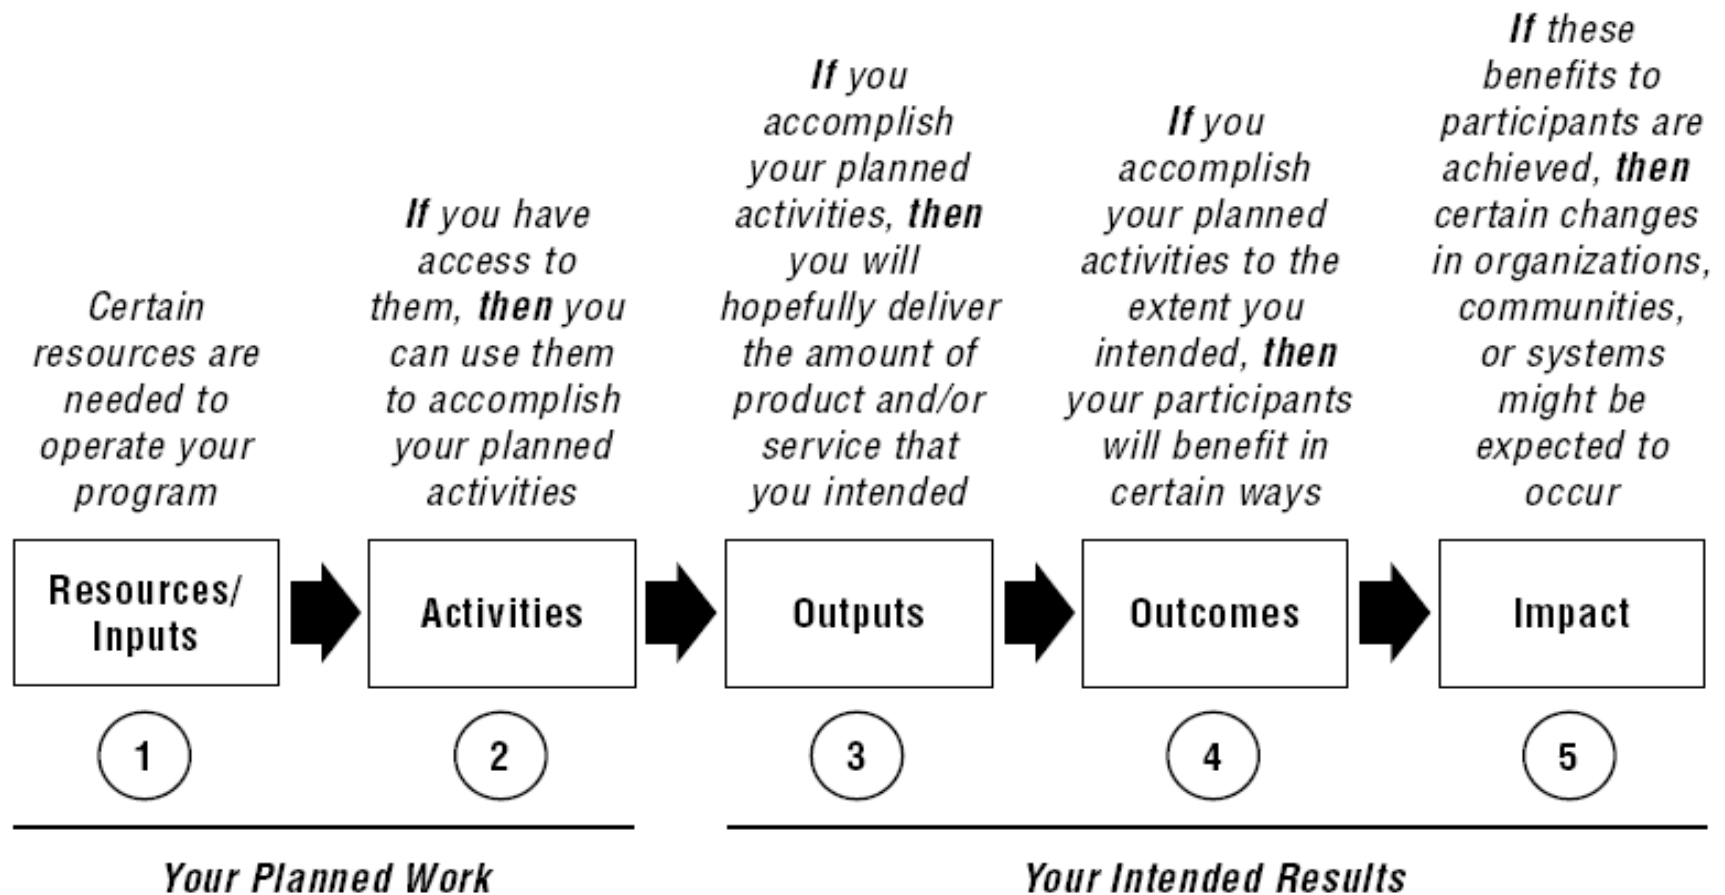 Certain
resources are
needed to
operate your
program
If you have
access to
them, then you
can use them
to accomplish
your planned
activities
If you
accomplish
your planned
activities, then
you will
hopefully deliver
the amount of
product and/or
service that
you intended
If you
accomplish
your planned
activities to the
extent you
intended, then
your participants
will benefit in
certain ways
If these
benefits to
participants are
achieved, then
certain changes
in organizations,
communities,
or systems
might be
expected to
occur
Resources/
Inputs
Activities
Outputs
Outcomes
Impact
1
2
3
4
5
Your Planned Work
Your Intended Results